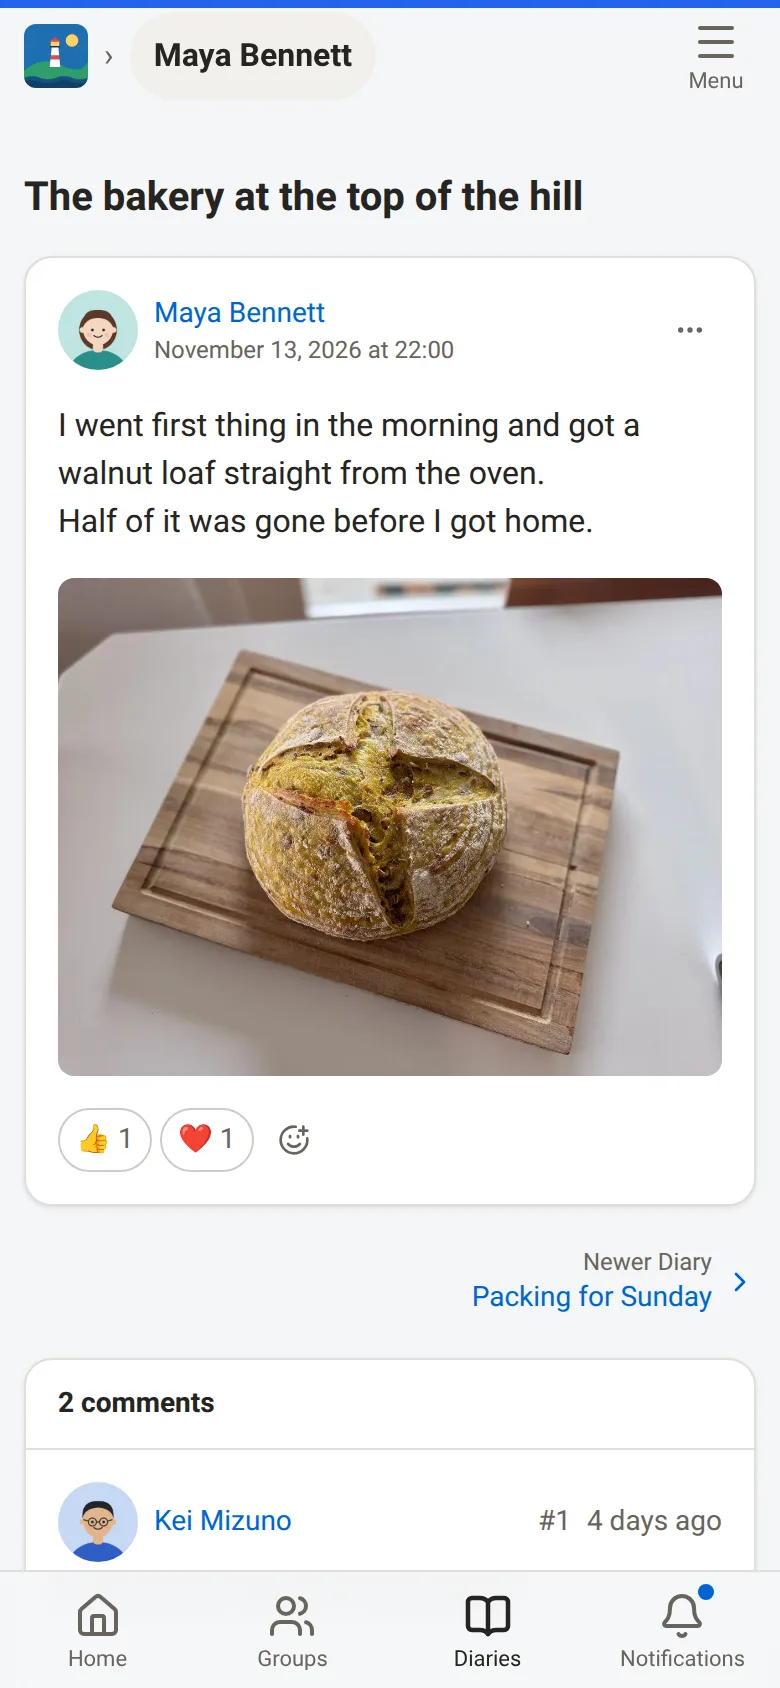 › Maya Bennett
Menu
The bakery at the top of the hill
Maya Bennett
November 13, 2026 at 22:00
I went first thing in the morning and got a
walnut loaf straight from the oven.
Half of it was gone before I got home.
👍 1 ❤️ 1
Newer Diary
Packing for Sunday
2 comments
Kei Mizuno #1 4 days ago
Home Groups Diaries Notifications